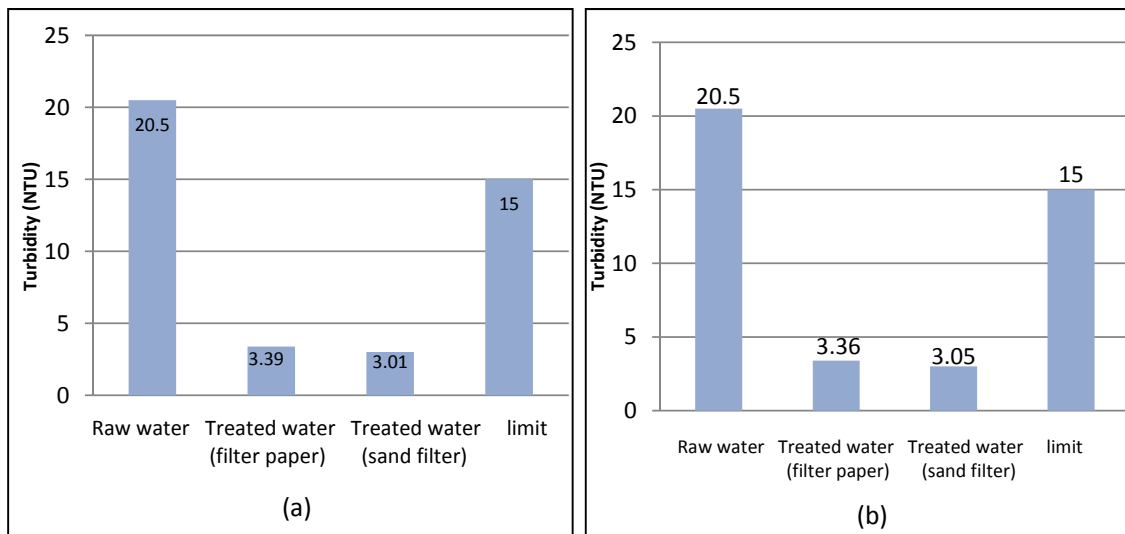 25
20
15
10
5
0
Turbidity (NTU)
20.5
3.39
3.01
15
Raw water
Treated water
(filter paper)
Treated water
(sand filter)
limit
(a)
25
20
15
10
5
0
Turbidity (NTU)
20.5
3.36
3.05
15
Raw water
Treated water
(filter paper)
Treated water
(sand filter)
limit
(b)